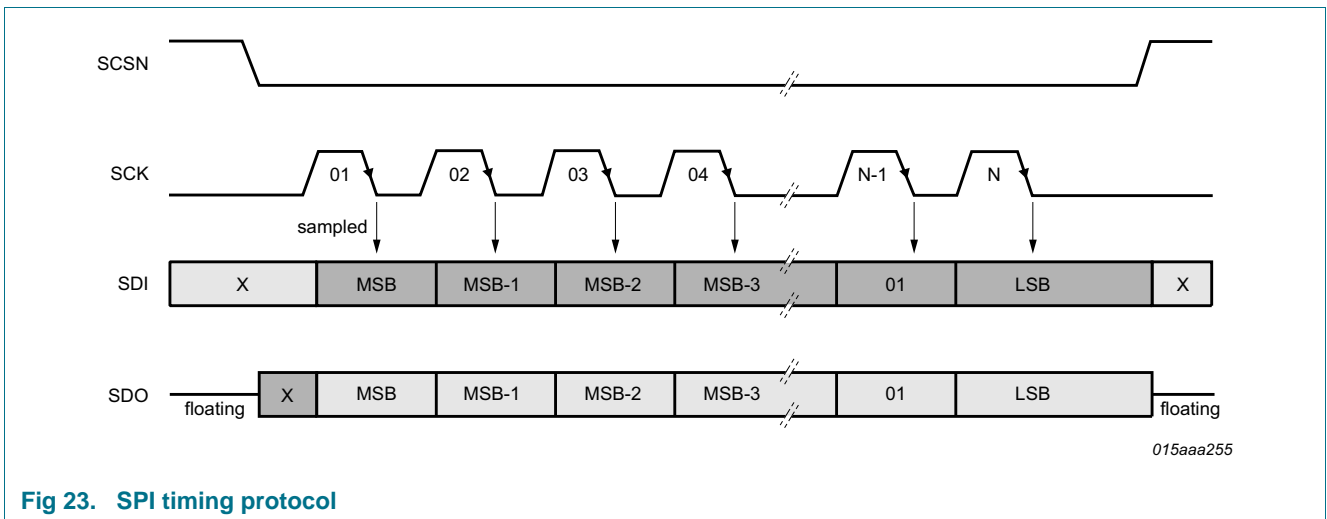 SCSN
SCK 01 02 03 04 N-1 N
sampled
SDI X MSB MSB-1 MSB-2 MSB-3 01 LSB X
SDO floating X MSB MSB-1 MSB-2 MSB-3 01 LSB floating
015aaa255
Fig 23. SPI timing protocol